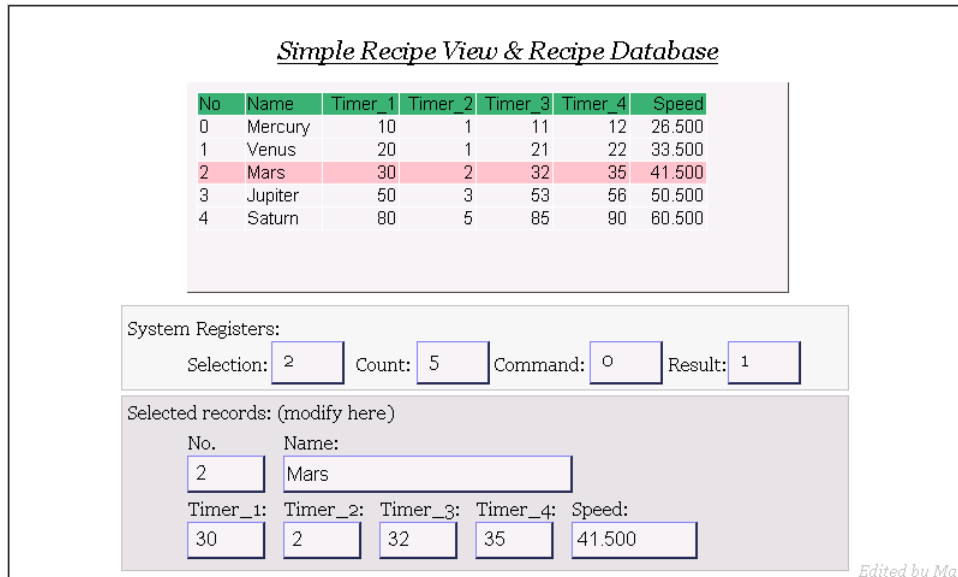 Simple Recipe View & Recipe Database
No Name Timer_1 Timer_2 Timer_3 Timer_4 Speed
0 Mercury 10 1 11 12 26.500
1 Venus 20 1 21 22 33.500
2 Mars 30 2 32 35 41.500
3 Jupiter 50 3 53 56 50.500
4 Saturn 80 5 85 90 60.500
System Registers:
Selection: 2 Count: 5 Command: 0 Result: 1
Selected records: (modify here)
No. Name:
2 Mars
Timer_1: Timer_2: Timer_3: Timer_4: Speed:
30 2 32 35 41.500
Edited by Ma